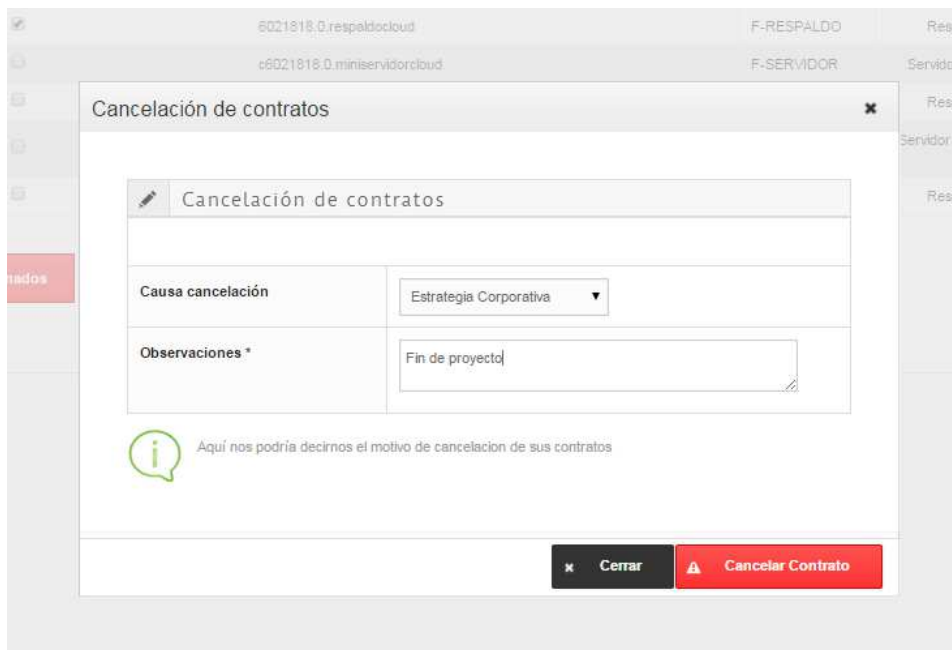 6021818.0.respaldocloud F-RESPALDO Res
c6021818.0.miniservidorcloud F-SERVIDOR Servido
Cancelación de contratos
Res
Servidor
Cancelación de contratos
Res
nados
Causa cancelación Estrategia Corporativa
Observaciones * Fin de proyecto
Aquí nos podría decirnos el motivo de cancelacion de sus contratos
Cerrar Cancelar Contrato